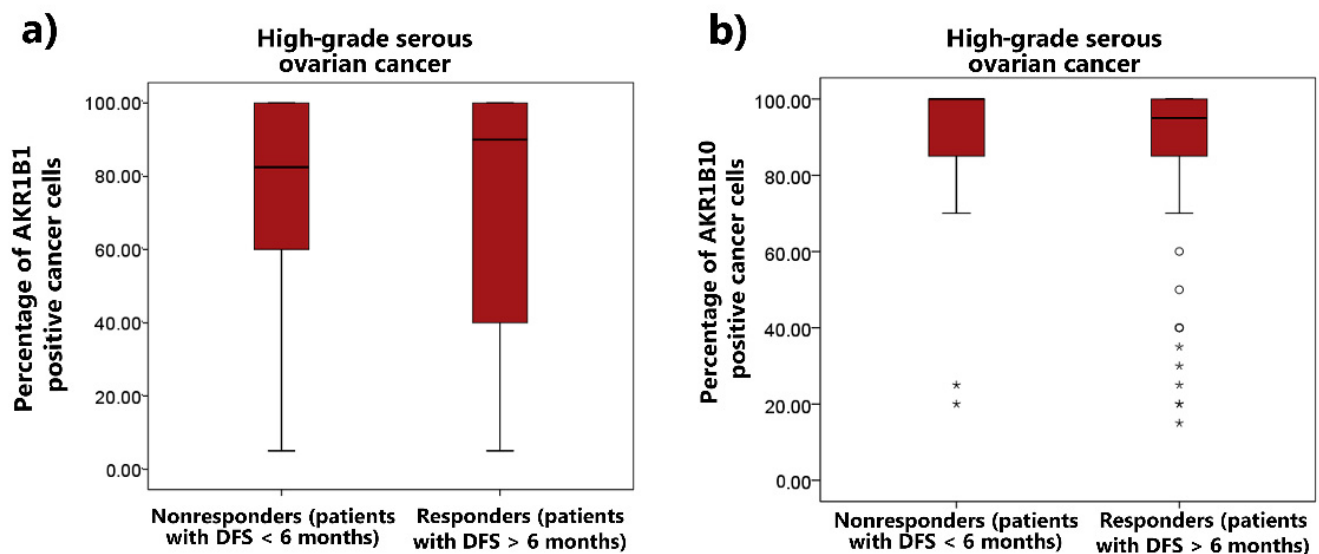 a)
High-grade serous
ovarian cancer
Percentage of AKR1B1
positive cancer cells
100.00
80.00
60.00
40.00
20.00
0.00
Nonresponders (patients
with DFS < 6 months)
Responders (patients
with DFS > 6 months)
b)
High-grade serous
ovarian cancer
Percentage of AKR1B10
positive cancer cells
100.00
80.00
60.00
40.00
20.00
0.00
Nonresponders (patients
with DFS < 6 months)
Responders (patients
with DFS > 6 months)